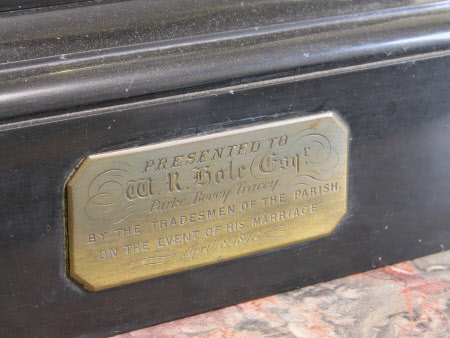 PRESENTED TO
W. R. Hole Esqr.
Parke, Bovey Tracey,
BY THE TRADESMEN OF THE PARISH,
ON THE EVENT OF HIS MARRIAGE
April